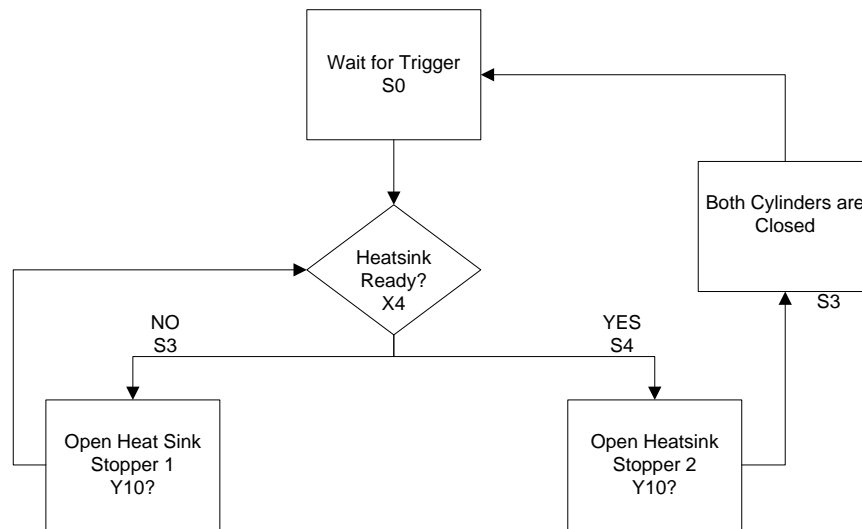 Wait for Trigger
S0
Both Cylinders are
Closed
S3
Heatsink
Ready?
X4
NO
S3
YES
S4
Open Heat Sink
Stopper 1
Y10?
Open Heatsink
Stopper 2
Y10?